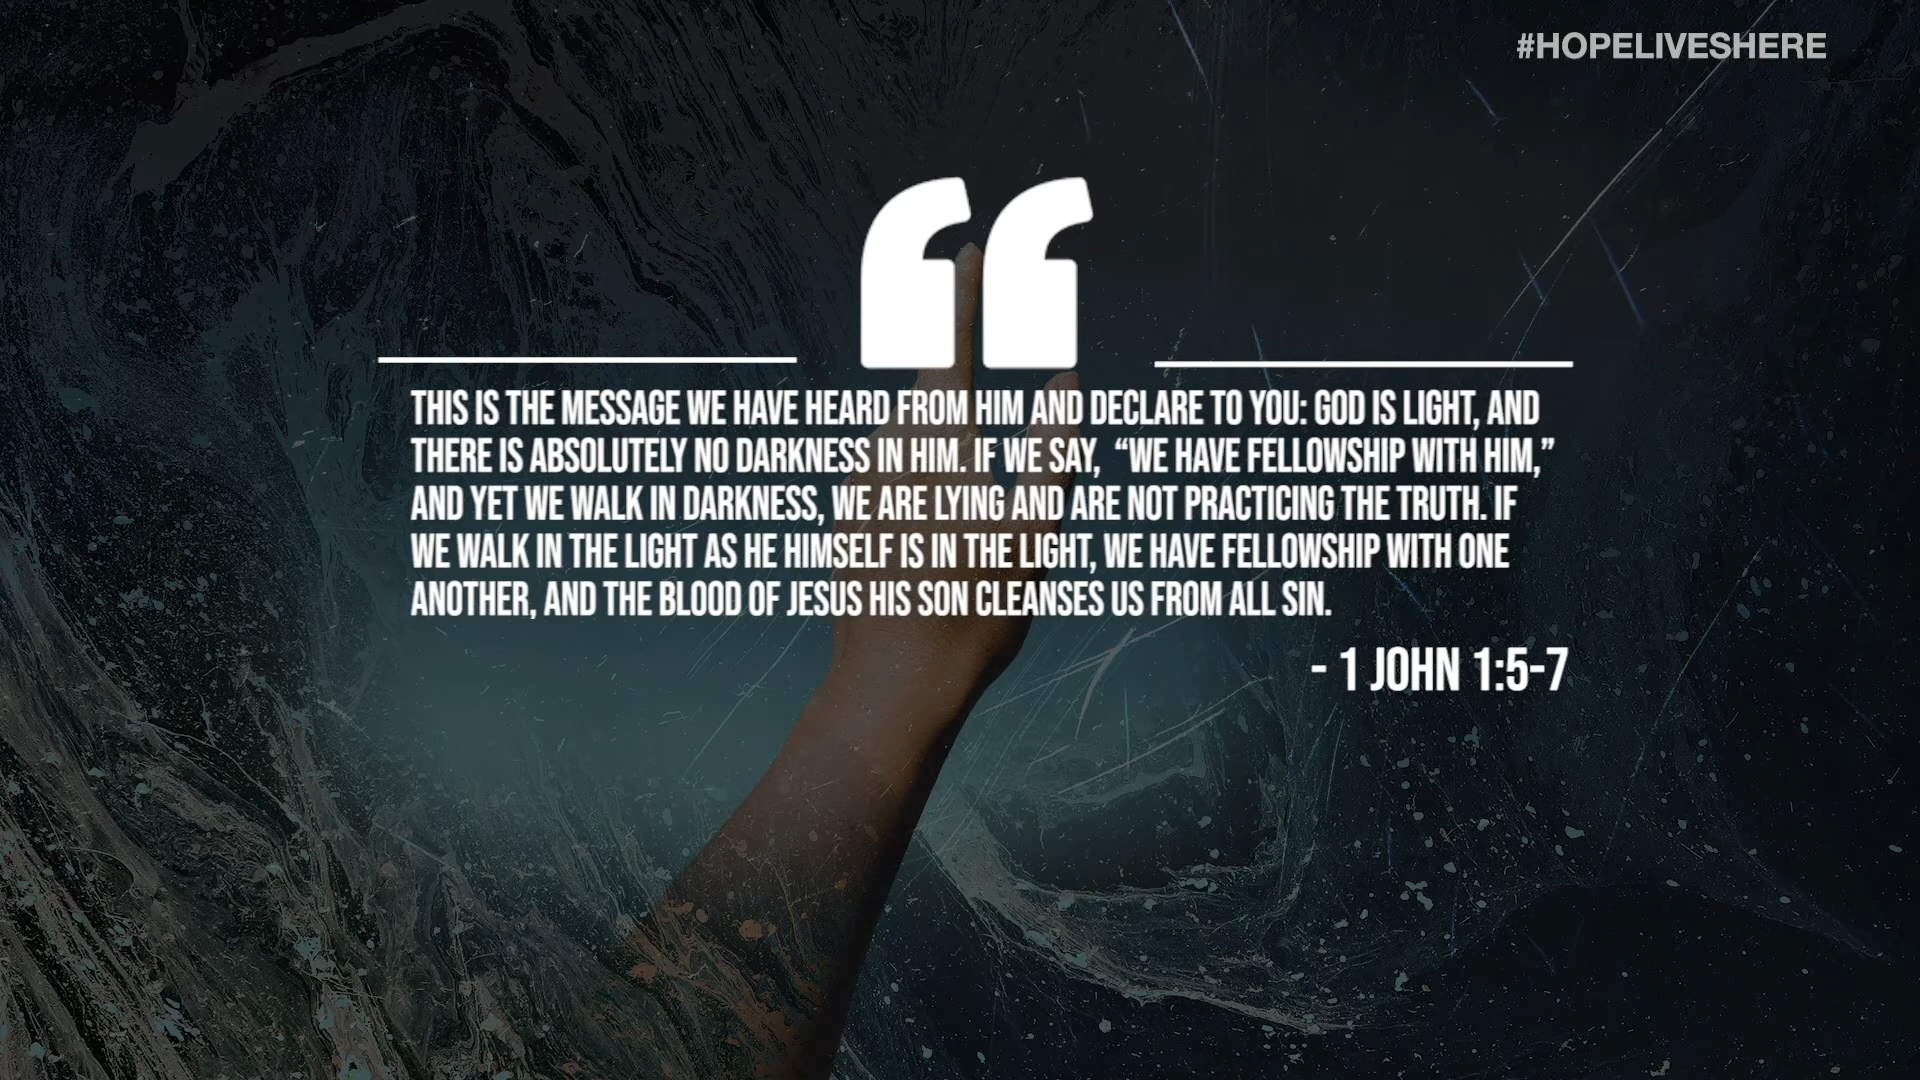 #HOPELIVESHERE
“
THIS IS THE MESSAGE WE HAVE HEARD FROM HIM AND DECLARE TO YOU: GOD IS LIGHT, AND
THERE IS ABSOLUTELY NO DARKNESS IN HIM. IF WE SAY, “WE HAVE FELLOWSHIP WITH HIM,”
AND YET WE WALK IN DARKNESS, WE ARE LYING AND ARE NOT PRACTICING THE TRUTH. IF
WE WALK IN THE LIGHT AS HE HIMSELF IS IN THE LIGHT, WE HAVE FELLOWSHIP WITH ONE
ANOTHER, AND THE BLOOD OF JESUS HIS SON CLEANSES US FROM ALL SIN.
- 1 JOHN 1:5-7